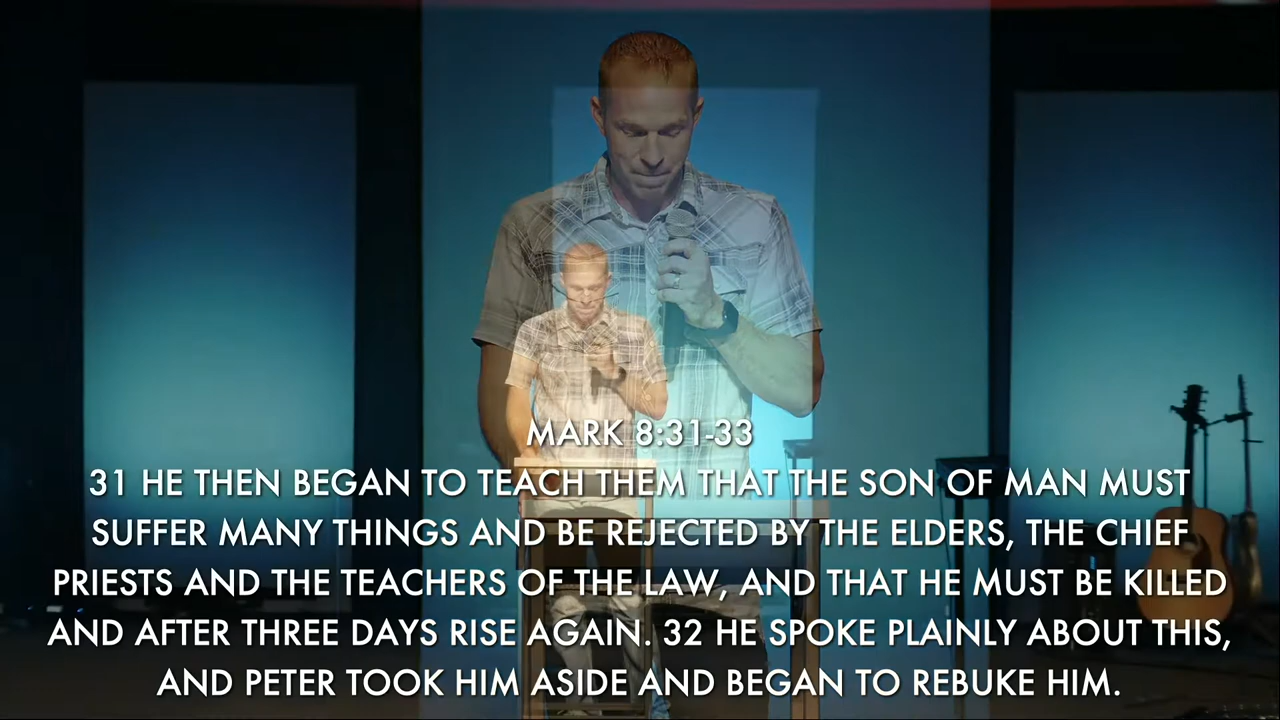 MARK 8:31-33
31 HE THEN BEGAN TO TEACH THEM THAT THE SON OF MAN MUST
SUFFER MANY THINGS AND BE REJECTED BY THE ELDERS, THE CHIEF
PRIESTS AND THE TEACHERS OF THE LAW, AND THAT HE MUST BE KILLED
AND AFTER THREE DAYS RISE AGAIN. 32 HE SPOKE PLAINLY ABOUT THIS,
AND PETER TOOK HIM ASIDE AND BEGAN TO REBUKE HIM.